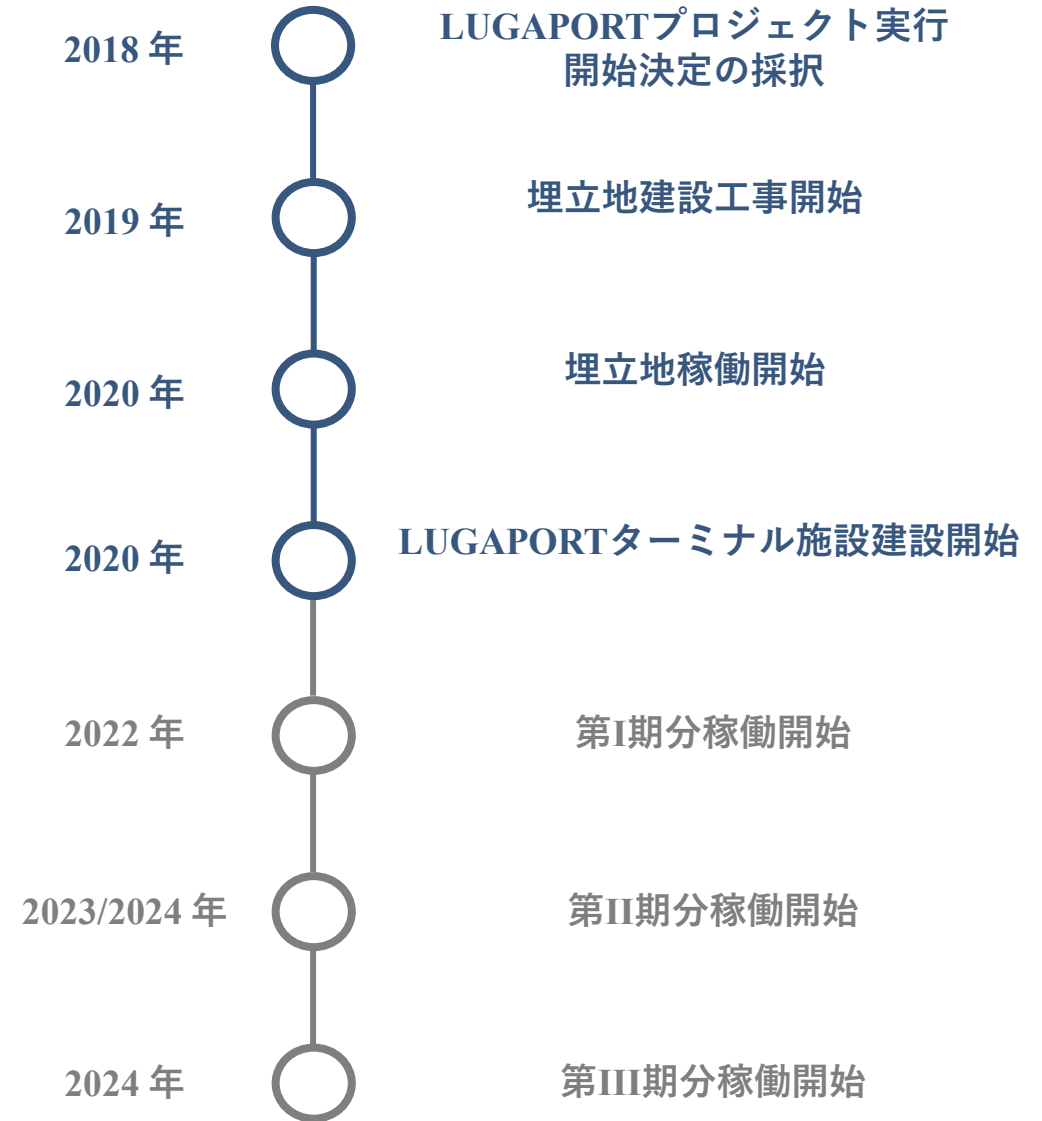 2018 年
LUGAPORTプロジェクト実行
開始決定の採択
2019 年
埋立地建設工事開始
2020 年
埋立地稼働開始
2020 年
LUGAPORTターミナル施設建設開始
2022 年
第I期分稼働開始
2023/2024 年
第II期分稼働開始
2024 年
第III期分稼働開始